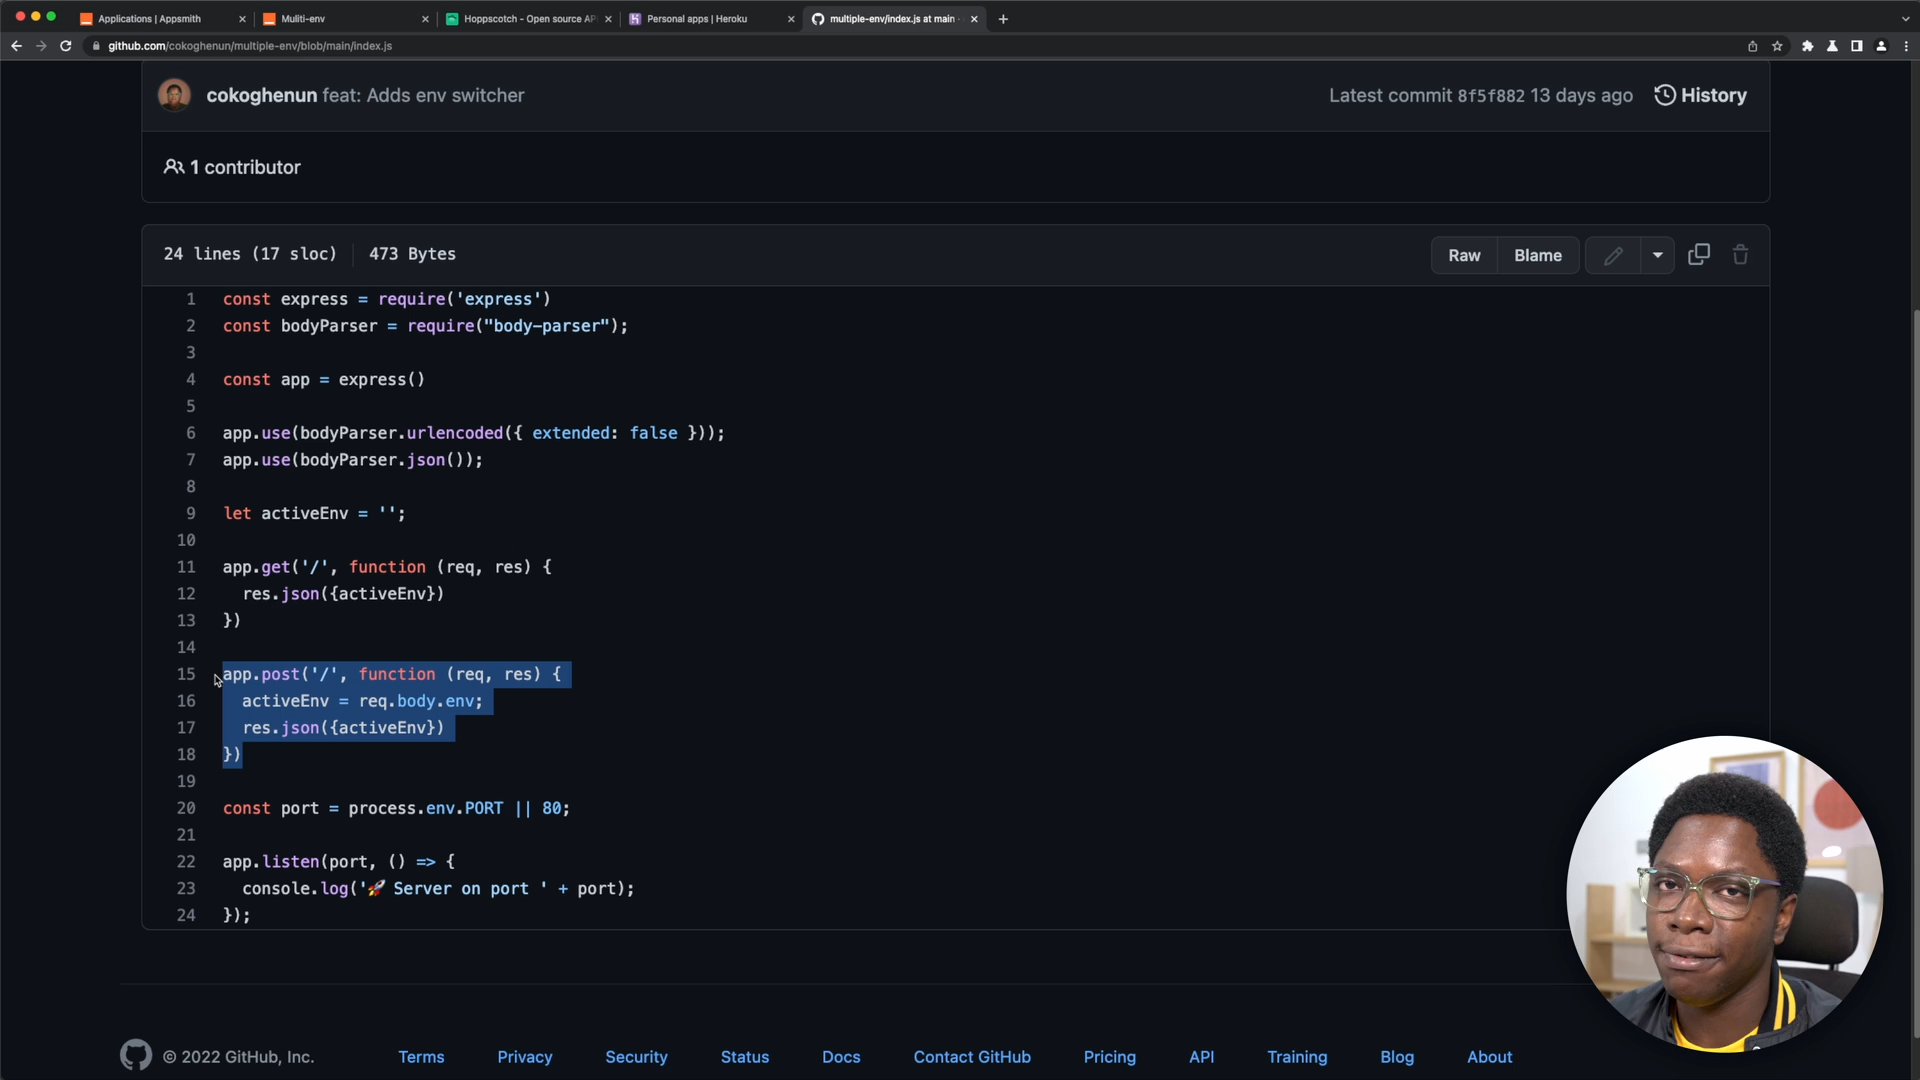 Applications | Appsmith
Muliti-env
Hoppscotch - Open source AP
Personal apps | Heroku
multiple-env/index.js at main ·
github.com/cokoghenun/multiple-env/blob/main/index.js
cokoghenun feat: Adds env switcher
Latest commit 8f5f882 13 days ago
History
1 contributor
24 lines (17 sloc)
473 Bytes
Raw
Blame
1 const express = require('express')
2 const bodyParser = require("body-parser");
3
4 const app = express()
5
6 app.use(bodyParser.urlencoded({ extended: false }));
7 app.use(bodyParser.json());
8
9 let activeEnv = '';
10
11 app.get('/', function (req, res) {
12 res.json({activeEnv})
13 })
14
15 app.post('/', function (req, res) {
16 activeEnv = req.body.env;
17 res.json({activeEnv})
18 })
19
20 const port = process.env.PORT || 80;
21
22 app.listen(port, () => {
23 console.log('🚀 Server on port ' + port);
24 });
© 2022 GitHub, Inc.
Terms
Privacy
Security
Status
Docs
Contact GitHub
Pricing
API
Training
Blog
About